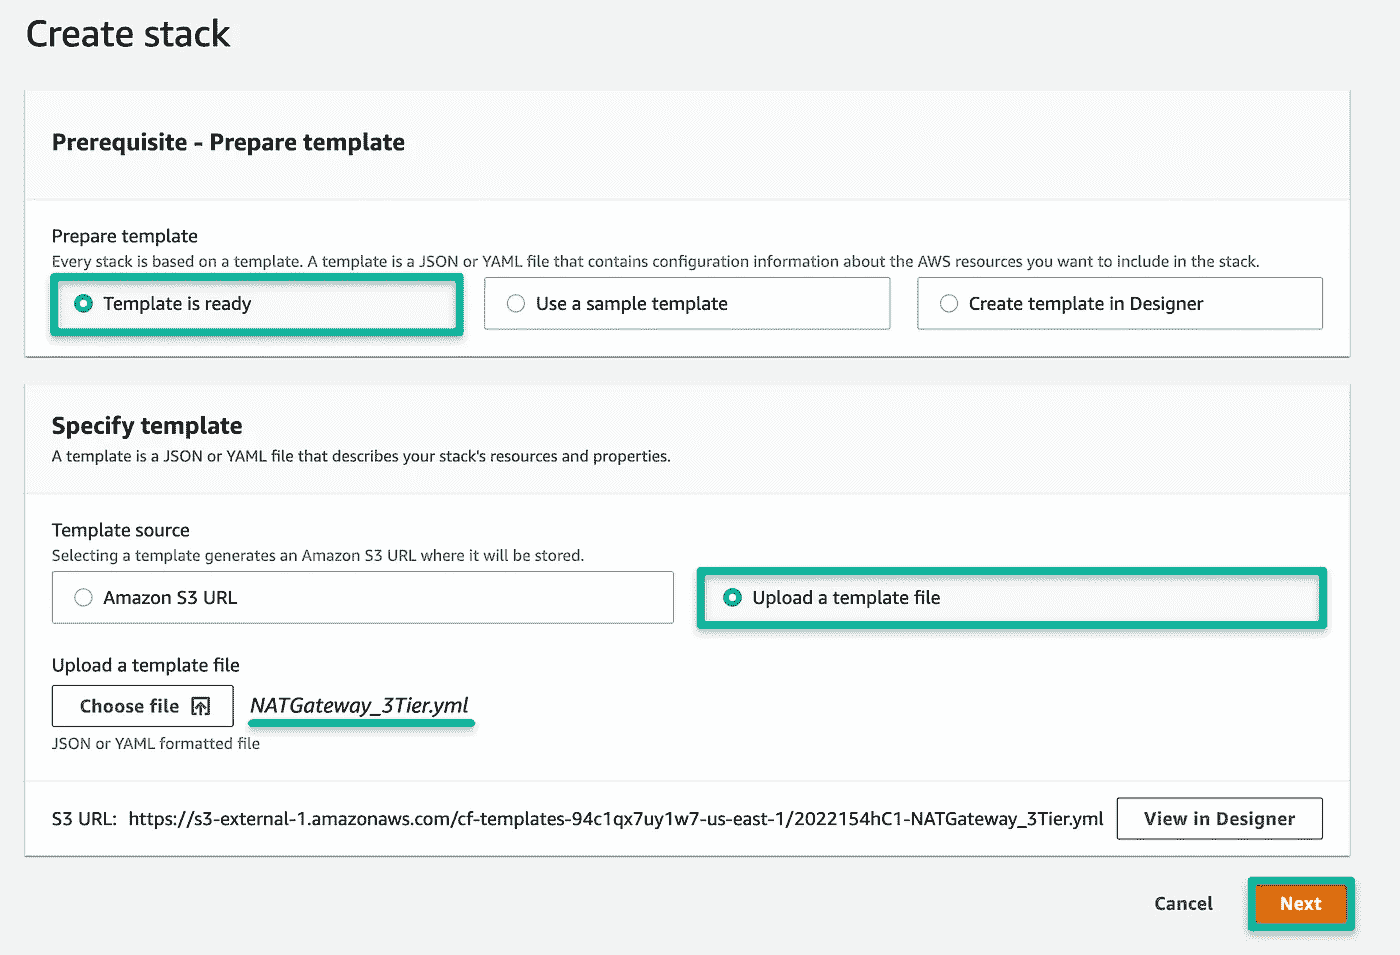 Create stack
Prerequisite - Prepare template
Prepare template
Every stack is based on a template. A template is a JSON or YAML file that contains configuration information about the AWS resources you want to include in the stack.
Template is ready
Use a sample template
Create template in Designer
Specify template
A template is a JSON or YAML file that describes your stack's resources and properties.
Template source
Selecting a template generates an Amazon S3 URL where it will be stored.
Amazon S3 URL
Upload a template file
Upload a template file
Choose file
NATGateway_3Tier.yml
JSON or YAML formatted file
S3 URL: https://s3-external-1.amazonaws.com/cf-templates-94c1qx7uy1w7-us-east-1/2022154hC1-NATGateway_3Tier.yml
View in Designer
Cancel
Next